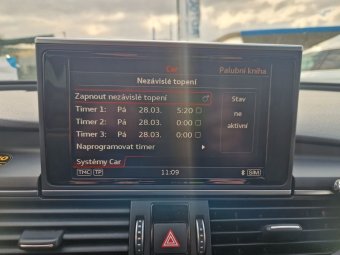 Car
Palubní kniha
Nezávislé topení
Zapnout nezávislé topení
Stav
Timer 1: Pá 28.03. 5:20
ne
Timer 2: Pá 28.03. 0:00
aktivní
Timer 3: Pá 28.03. 0:00
Naprogramovat timer
Systémy Car
TMC TP 11:09 SIM